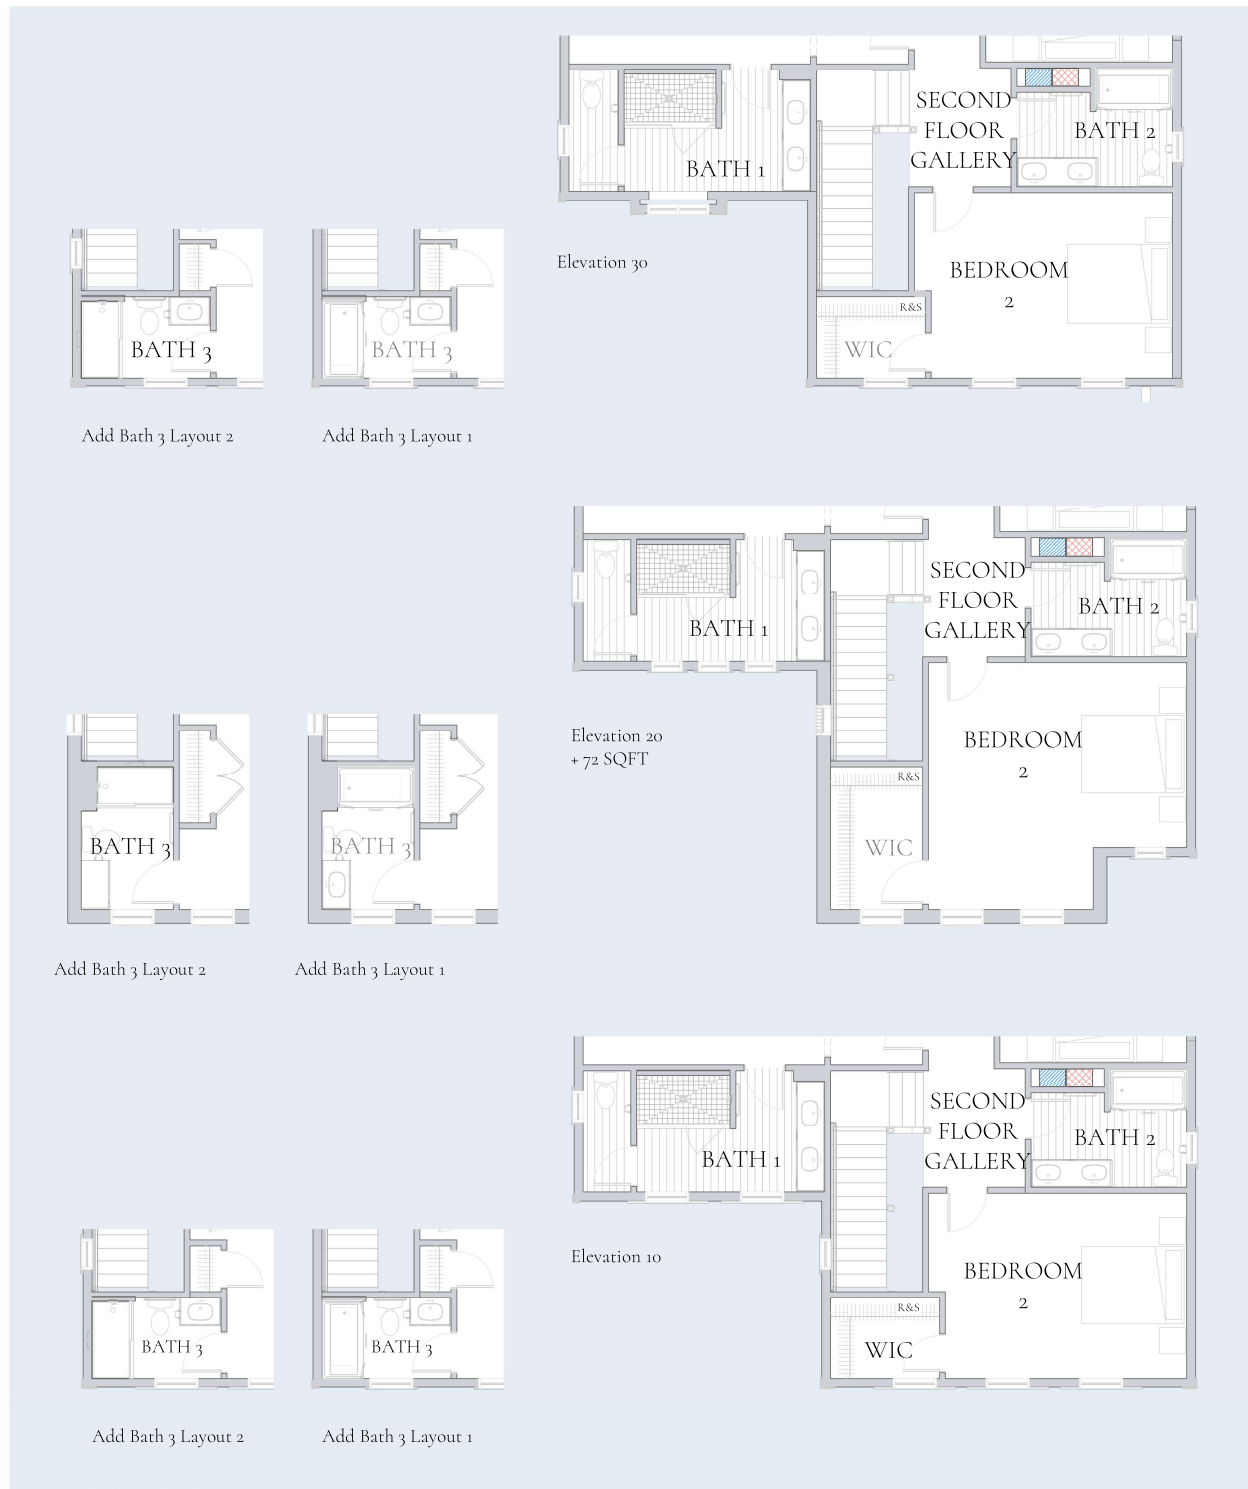 SECOND
FLOOR
GALLERY
BATH 2
BATH 1
Elevation 30
BEDROOM
2
R&S
WIC
BATH 3
BATH 3
Add Bath 3 Layout 2
Add Bath 3 Layout 1
SECOND
FLOOR
GALLERY
BATH 2
BATH 1
Elevation 20
+ 72 SQFT
BEDROOM
2
R&S
WIC
BATH 3
BATH 3
Add Bath 3 Layout 2
Add Bath 3 Layout 1
SECOND
FLOOR
GALLERY
BATH 2
BATH 1
Elevation 10
BEDROOM
2
R&S
WIC
BATH 3
BATH 3
Add Bath 3 Layout 2
Add Bath 3 Layout 1